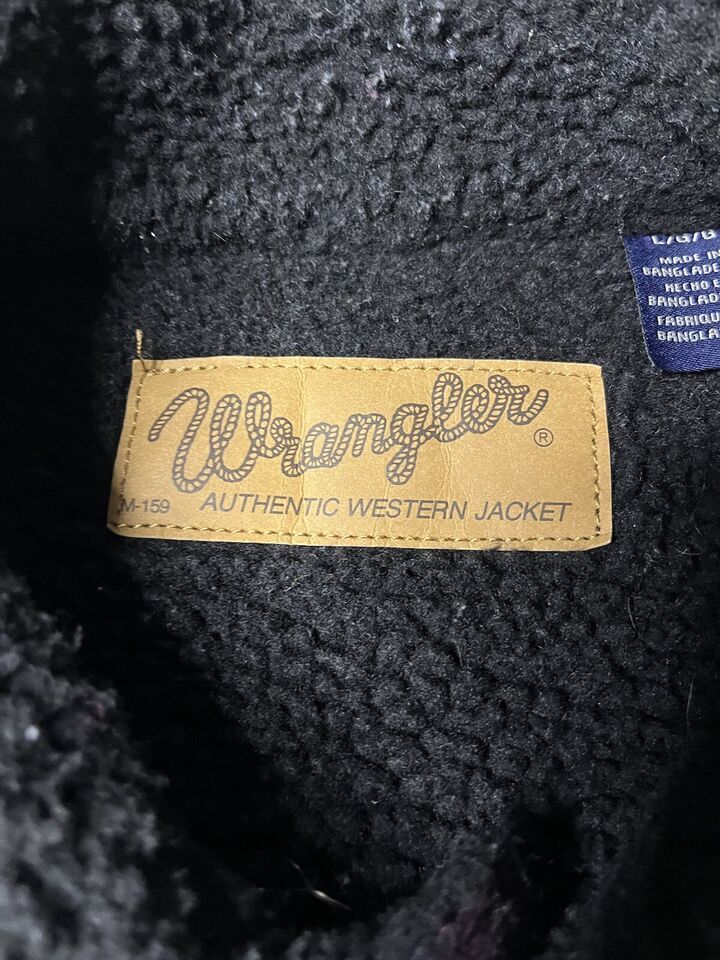 L/G/G
MADE IN
BANGLADE
HECHO E
BANGLAD
FABRIQU
BANGLA
Wrangler ®
M-159 AUTHENTIC WESTERN JACKET